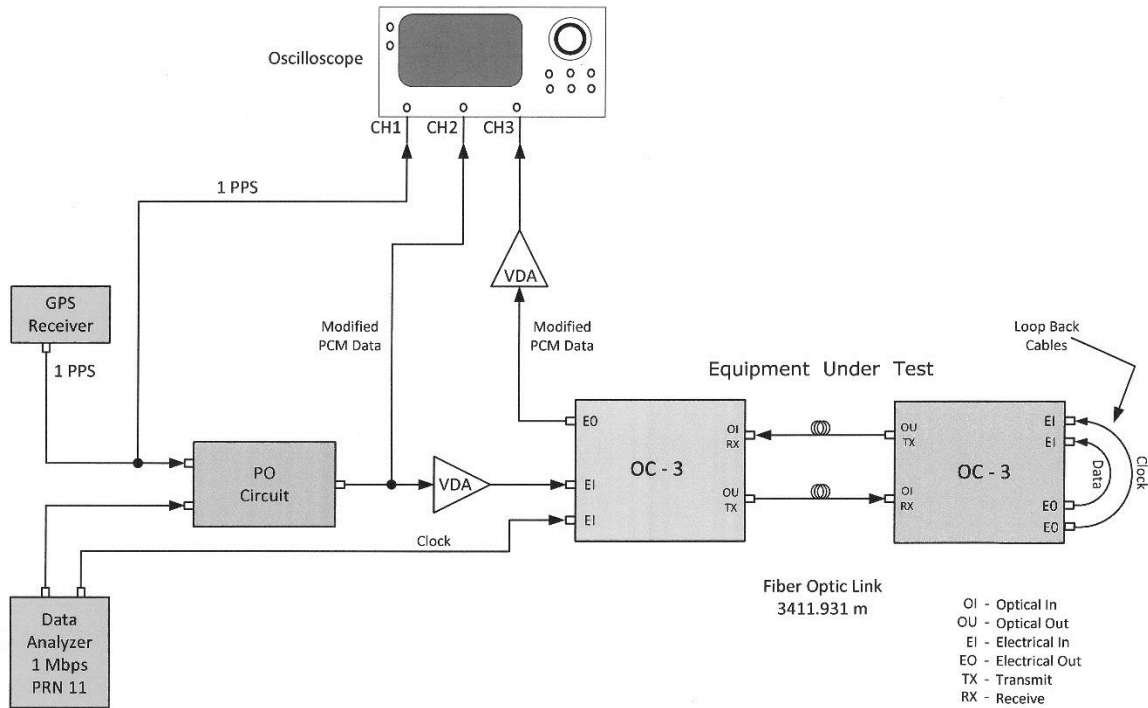 Oscilloscope
CH1
CH2
CH3
1 PPS
VDA
GPS
Receiver
1 PPS
Modified
PCM Data
Modified
PCM Data
Loop Back
Cables
Equipment Under Test
EO
OI
RX
OC - 3
EI
OU
TX
EI
OU
TX
EI
EI
OC - 3
OI
RX
EO
EO
Data
Clock
PO
Circuit
VDA
Clock
Data
Analyzer
1 Mbps
PRN 11
Fiber Optic Link
3411.931 m
OI - Optical In
OU - Optical Out
EI - Electrical In
EO - Electrical Out
TX - Transmit
RX - Receive